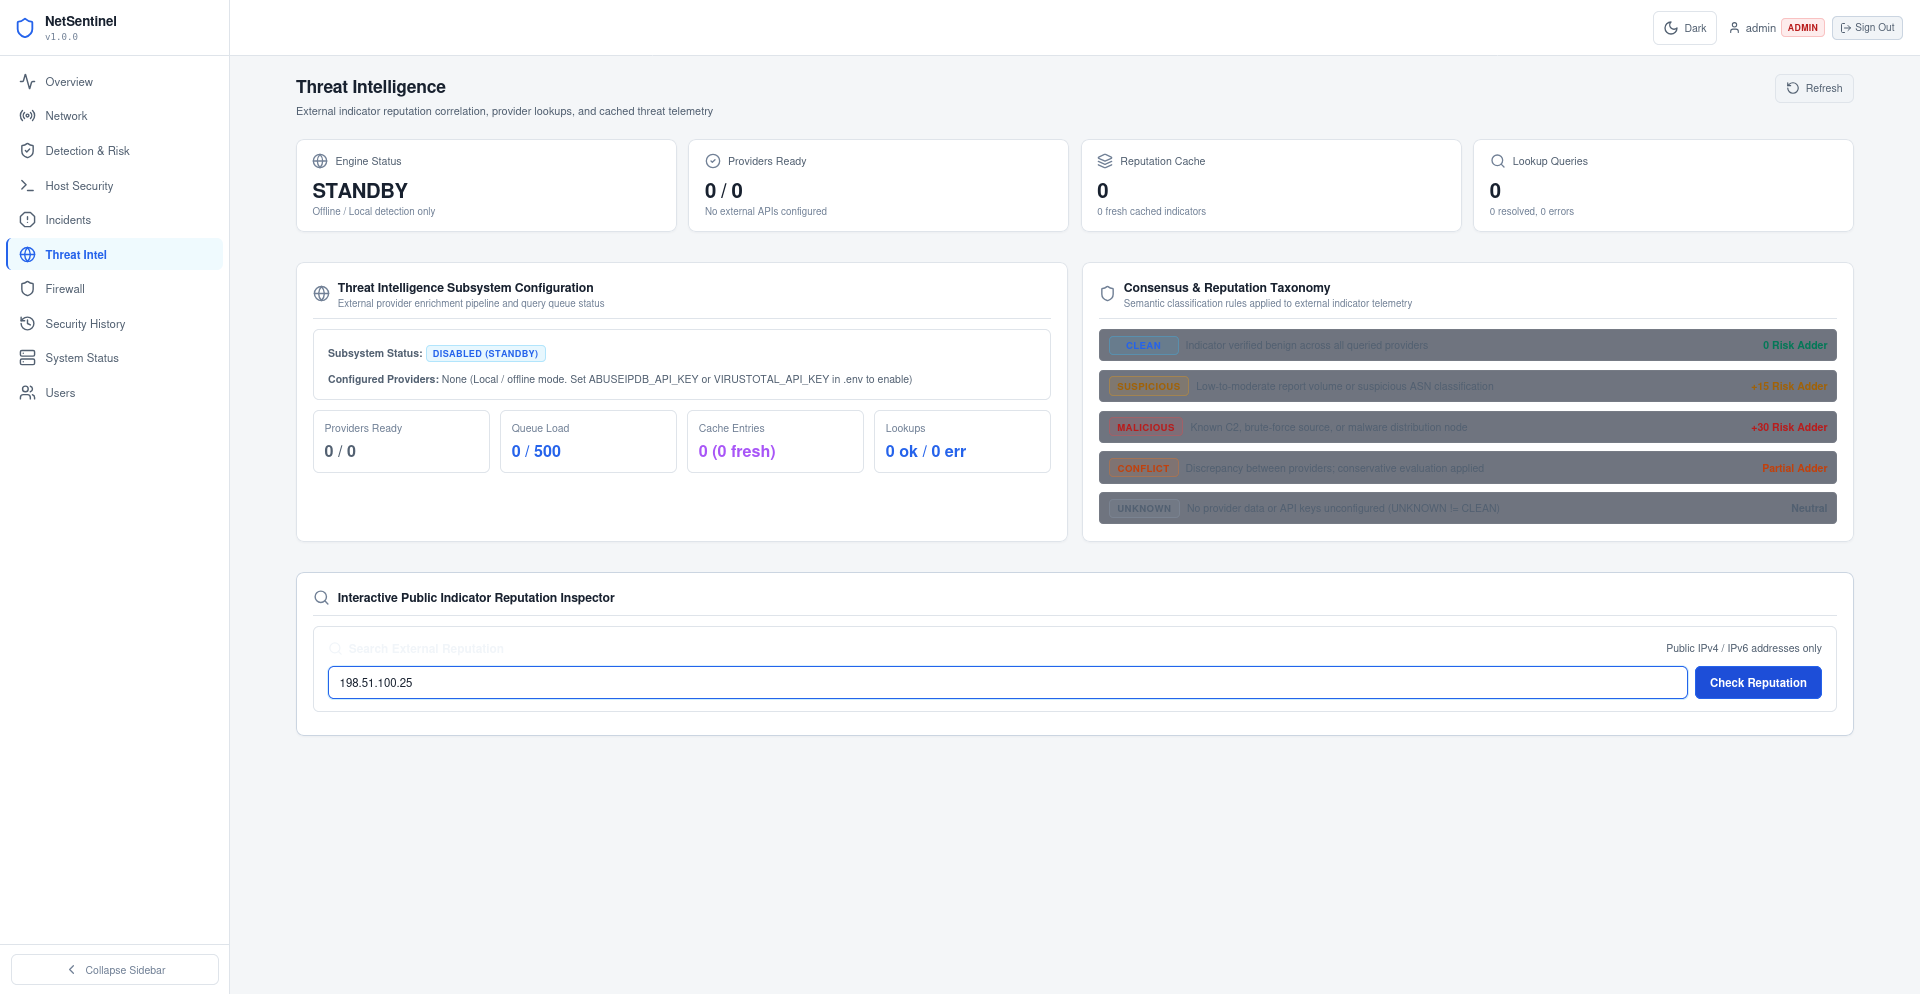 NetSentinel
v1.0.0
Dark
admin
ADMIN
Sign Out
Overview
Network
Detection & Risk
Host Security
Incidents
Threat Intel
Firewall
Security History
System Status
Users
Collapse Sidebar
Threat Intelligence
External indicator reputation correlation, provider lookups, and cached threat telemetry
Refresh
Engine Status
STANDBY
Offline / Local detection only
Providers Ready
0 / 0
No external APIs configured
Reputation Cache
0
0 fresh cached indicators
Lookup Queries
0
0 resolved, 0 errors
Threat Intelligence Subsystem Configuration
External provider enrichment pipeline and query queue status
Subsystem Status: DISABLED (STANDBY)
Configured Providers: None (Local / offline mode. Set ABUSEIPDB_API_KEY or VIRUSTOTAL_API_KEY in .env to enable)
Providers Ready
0 / 0
Queue Load
0 / 500
Cache Entries
0 (0 fresh)
Lookups
0 ok / 0 err
Consensus & Reputation Taxonomy
Semantic classification rules applied to external indicator telemetry
CLEAN Indicator verified benign across all queried providers 0 Risk Adder
SUSPICIOUS Low-to-moderate report volume or suspicious ASN classification +15 Risk Adder
MALICIOUS Known C2, brute-force source, or malware distribution node +30 Risk Adder
CONFLICT Discrepancy between providers; conservative evaluation applied Partial Adder
UNKNOWN No provider data or API keys unconfigured (UNKNOWN != CLEAN) Neutral
Interactive Public Indicator Reputation Inspector
Search External Reputation
Public IPv4 / IPv6 addresses only
198.51.100.25
Check Reputation